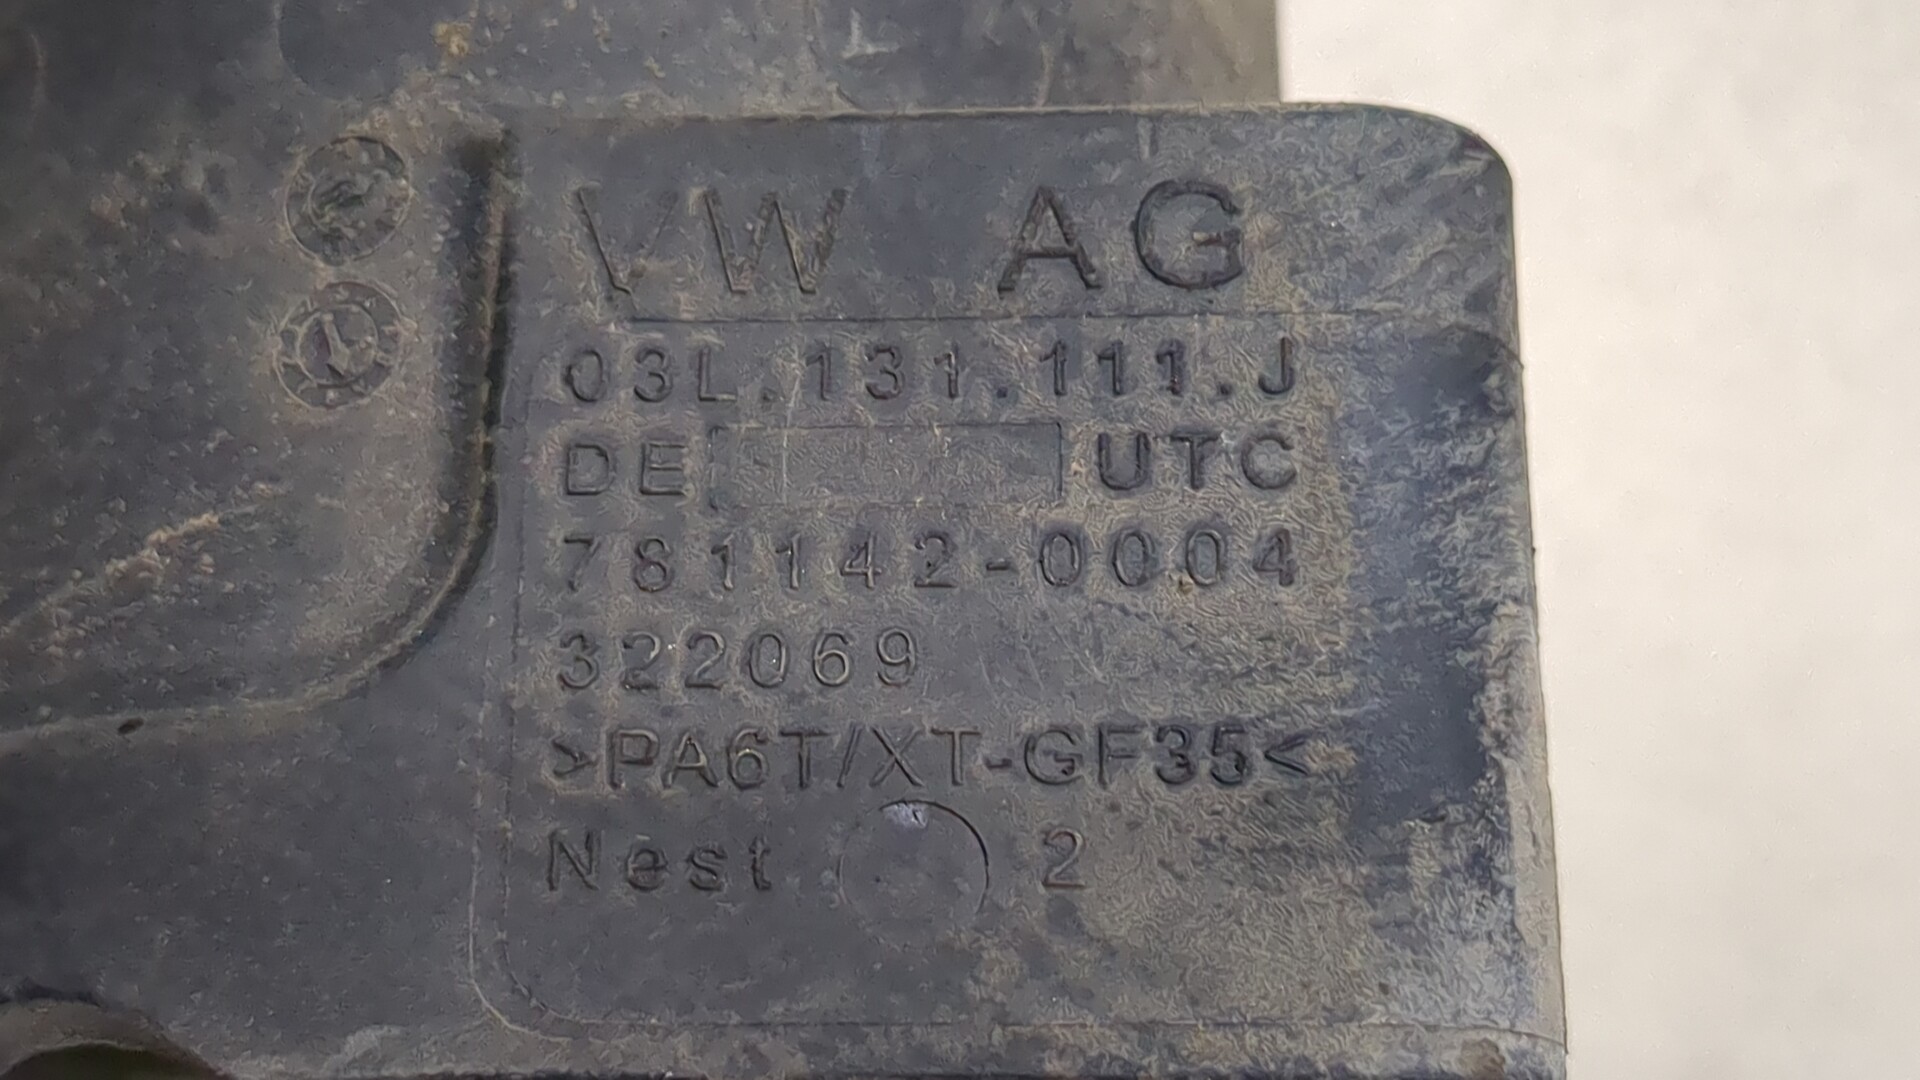 VW AG
03L.131.111.J
DE UTC
781142-0004
322069
>PA6T/XT-GF35<
Nest 2